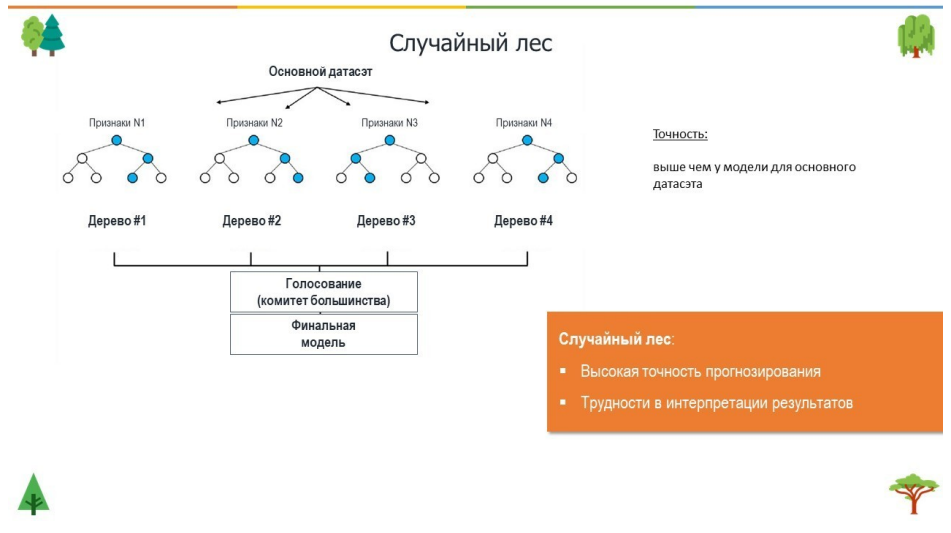 Случайный лес
Основной датасэт
Признаки N1
Признаки N2
Признаки N3
Признаки N4
Дерево #1
Дерево #2
Дерево #3
Дерево #4
Голосование
(комитет большинства)
Финальная
модель
Точность:
выше чем у модели для основного
датасэта
Случайный лес:
▪ Высокая точность прогнозирования
▪ Трудности в интерпретации результатов